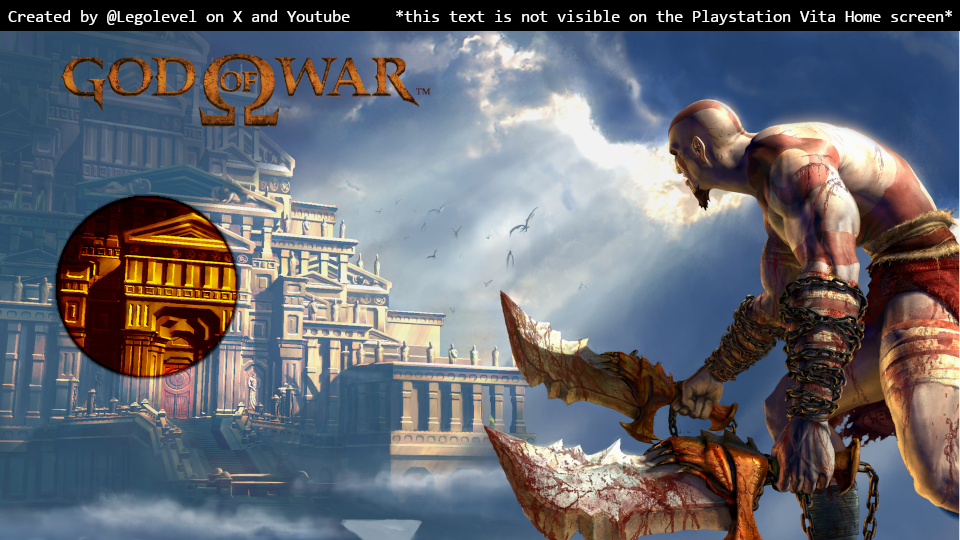 Created by @Legolevel on X and Youtube *this text is not visible on the Playstation Vita Home screen*
GOD OF WAR™